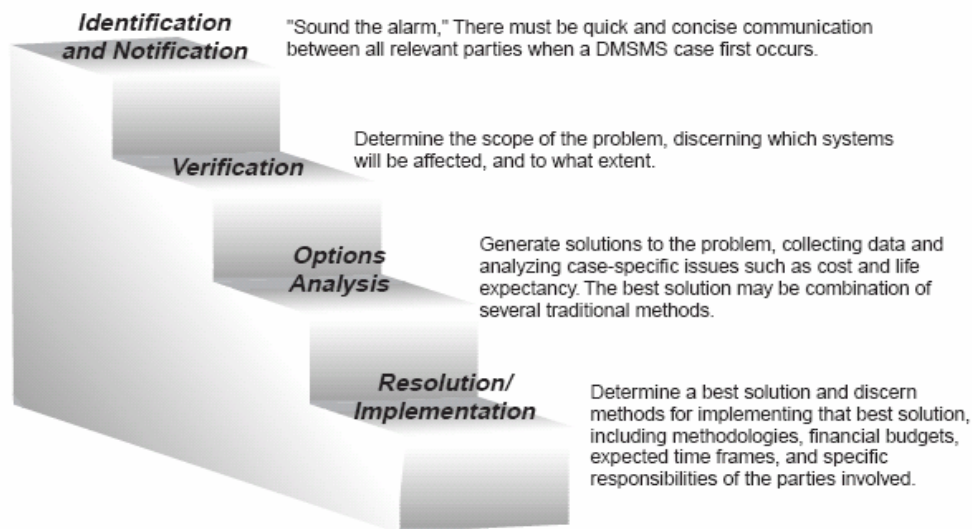 Identification
and Notification
"Sound the alarm," There must be quick and concise communication
between all relevant parties when a DMSMS case first occurs.
Verification
Determine the scope of the problem, discerning which systems
will be affected, and to what extent.
Options
Analysis
Generate solutions to the problem, collecting data and
analyzing case-specific issues such as cost and life
expectancy. The best solution may be combination of
several traditional methods.
Resolution/
Implementation
Determine a best solution and discern
methods for implementing that best solution,
including methodologies, financial budgets,
expected time frames, and specific
responsibilities of the parties involved.